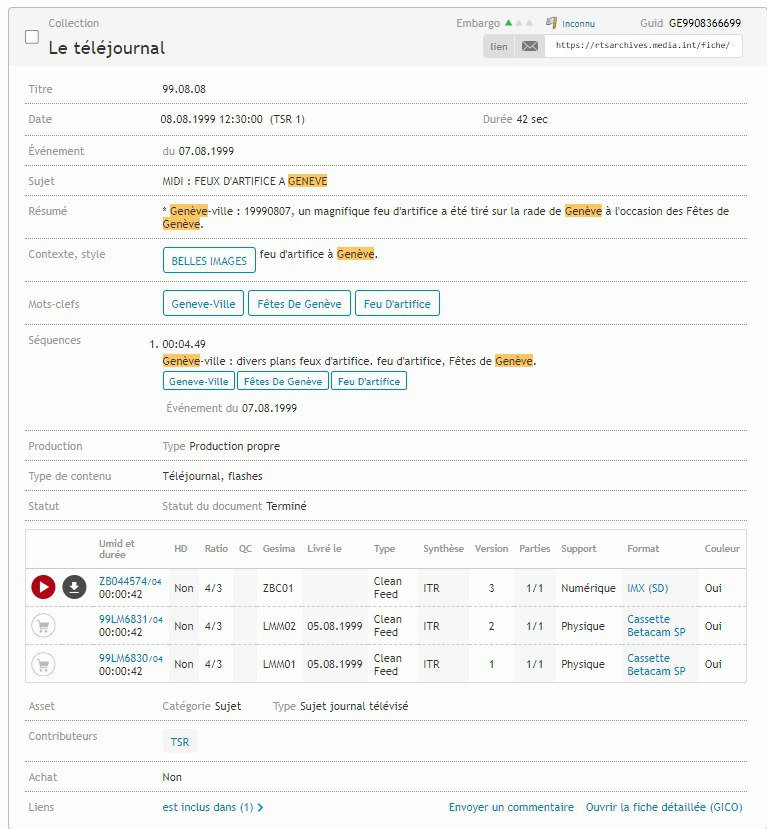 Collection
Embargo
Inconnu
Guid GE9908366699
Le téléjournal
lien
https://rtsarchives.media.int/fiche/
Titre 99.08.08
Date 08.08.1999 12:30:00 (TSR 1) Durée 42 sec
Événement du 07.08.1999
Sujet MIDI : FEUX D'ARTIFICE A GENEVE
Résumé * Genève-ville : 19990807, un magnifique feu d'artifice a été tiré sur la rade de Genève à l'occasion des Fêtes de
Genève.
Contexte, style BELLES IMAGES feu d'artifice à Genève.
Mots-clefs Geneve-Ville Fêtes De Genève Feu D'artifice
Séquences 1. 00:04.49
Genève-ville : divers plans feux d'artifice. feu d'artifice, Fêtes de Genève.
Geneve-Ville Fêtes De Genève Feu D'artifice
Événement du 07.08.1999
Production Type Production propre
Type de contenu Téléjournal, flashes
Statut Statut du document Terminé
Umid et durée HD Ratio QC Gesima Livré le Type Synthèse Version Parties Support Format Couleur
ZB044574/04 00:00:42 Non 4/3 ZBC01 Clean Feed ITR 3 1/1 Numérique IMX (SD) Oui
99LM6831/04 00:00:42 Non 4/3 LMM02 05.08.1999 Clean Feed ITR 2 1/1 Physique Cassette Betacam SP Oui
99LM6830/04 00:00:42 Non 4/3 LMM01 05.08.1999 Clean Feed ITR 1 1/1 Physique Cassette Betacam SP Oui
Asset Catégorie Sujet Type Sujet journal télévisé
Contributeurs TSR
Achat Non
Liens est inclus dans (1) Envoyer un commentaire Ouvrir la fiche détaillée (GICO)